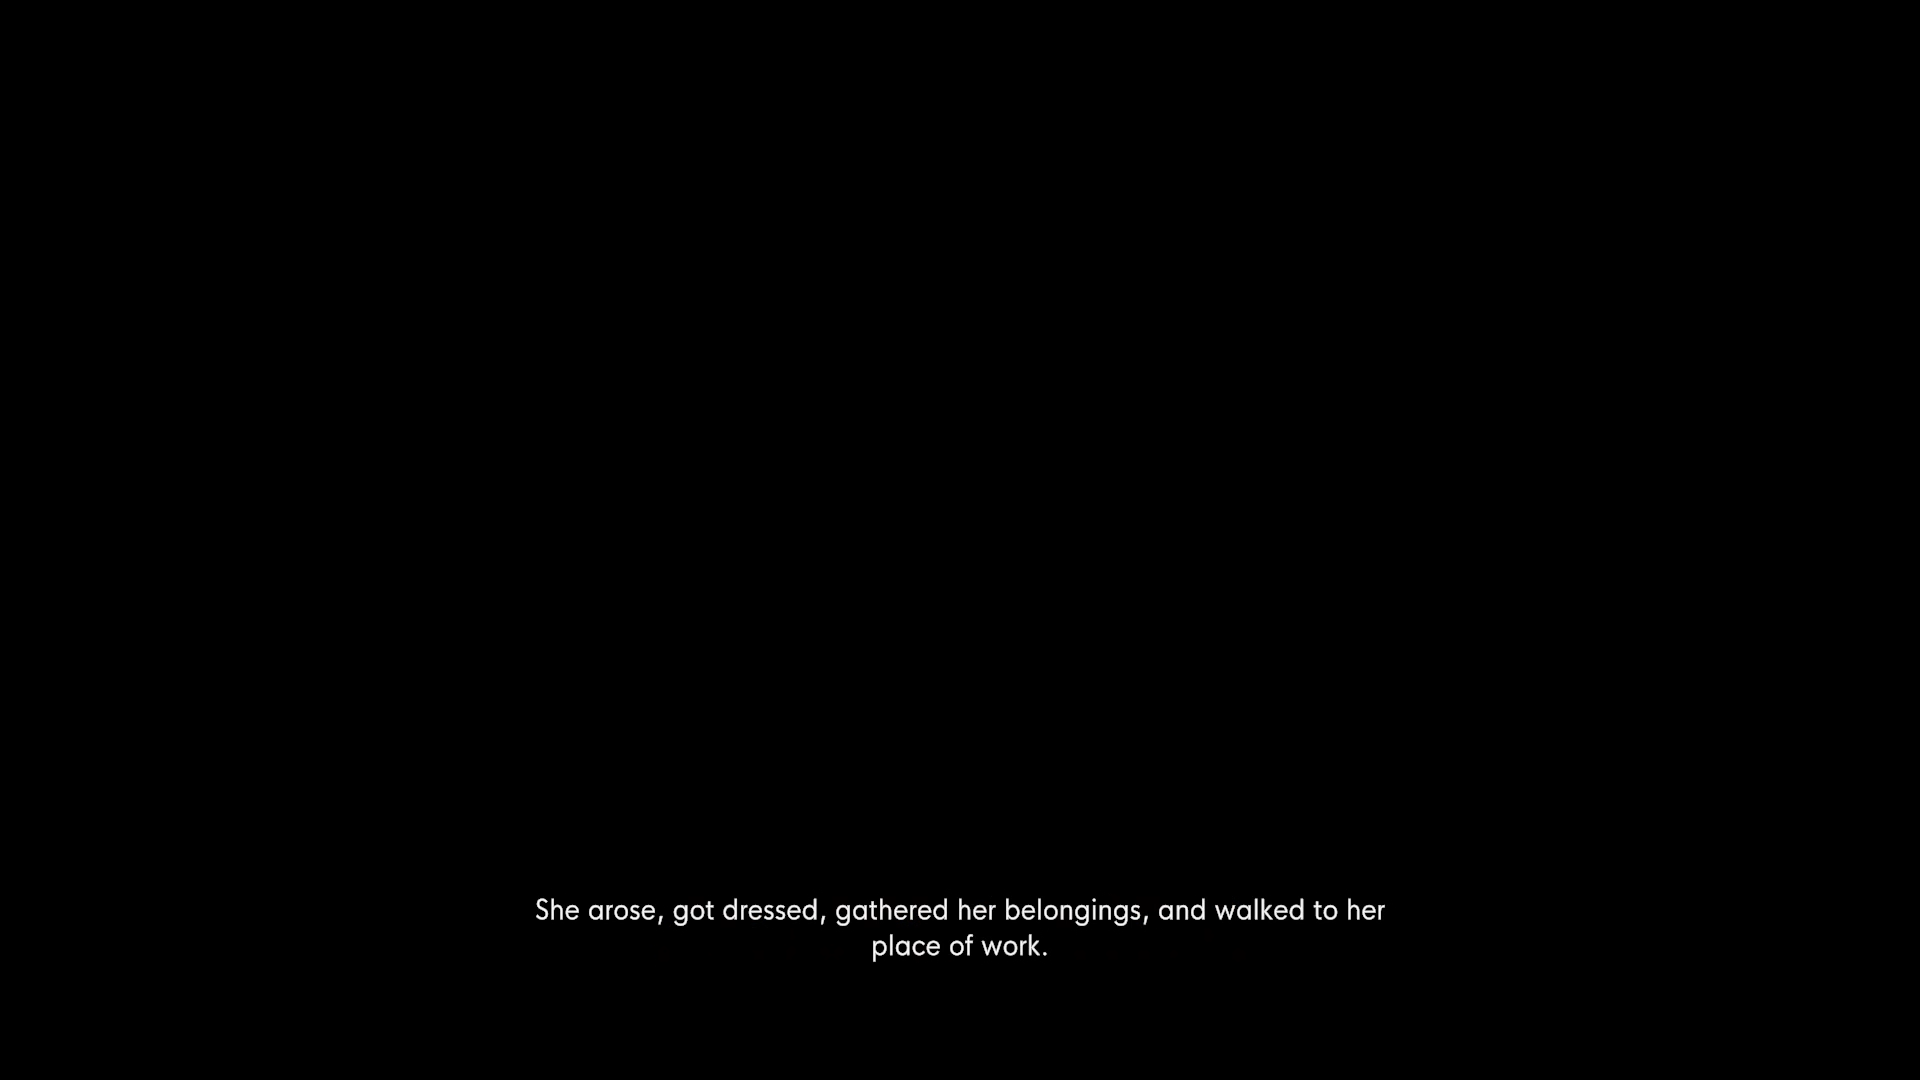 She arose, got dressed, gathered her belongings, and walked to her
place of work.